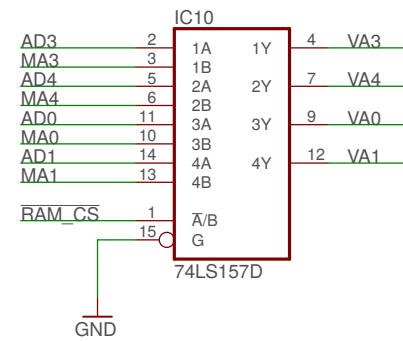 IC10
AD3 2 1A 1Y 4 VA3
MA3 3 1B
AD4 5 2A 2Y 7 VA4
MA4 6 2B
AD0 11 3A 3Y 9 VA0
MA0 10 3B
AD1 14 4A 4Y 12 VA1
MA1 13 4B
R̅A̅M̅_̅C̅S̅ 1 A̅/B
15 G
74LS157D
GND